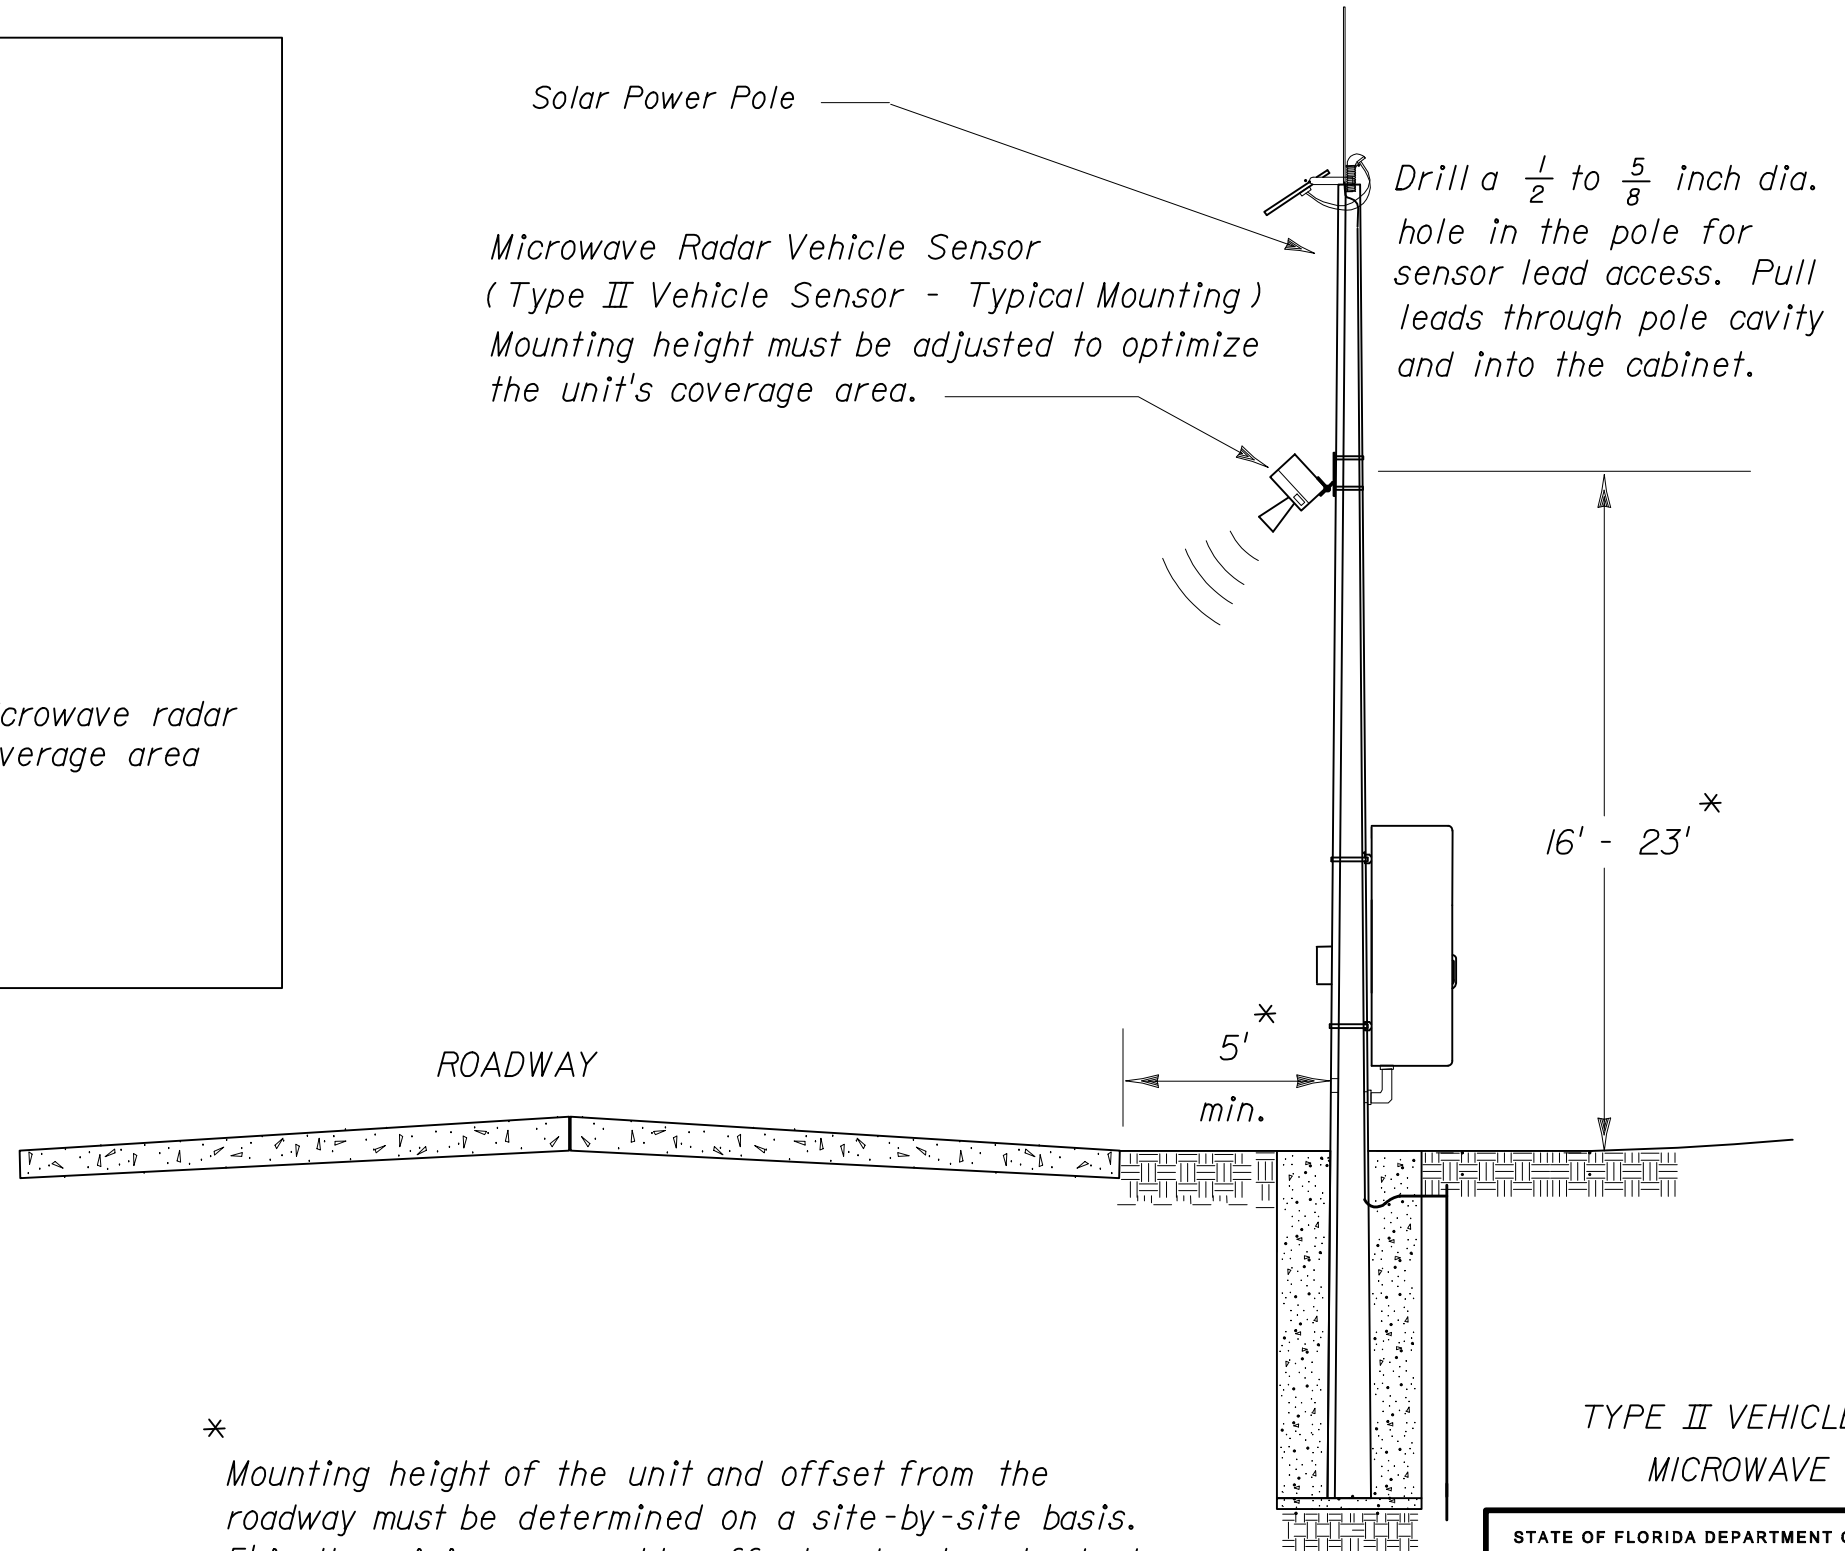 Solar Power Pole
Microwave Radar Vehicle Sensor
(Type II Vehicle Sensor - Typical Mounting)
Mounting height must be adjusted to optimize
the unit's coverage area.
Drill a 1/2 to 5/8 inch dia.
hole in the pole for
sensor lead access. Pull
leads through pole cavity
and into the cabinet.
crowave radar
verage area
16' - 23' *
5' *
min.
ROADWAY
*
Mounting height of the unit and offset from the
roadway must be determined on a site-by-site basis.
TYPE II VEHICLE
MICROWAVE
STATE OF FLORIDA DEPARTMENT